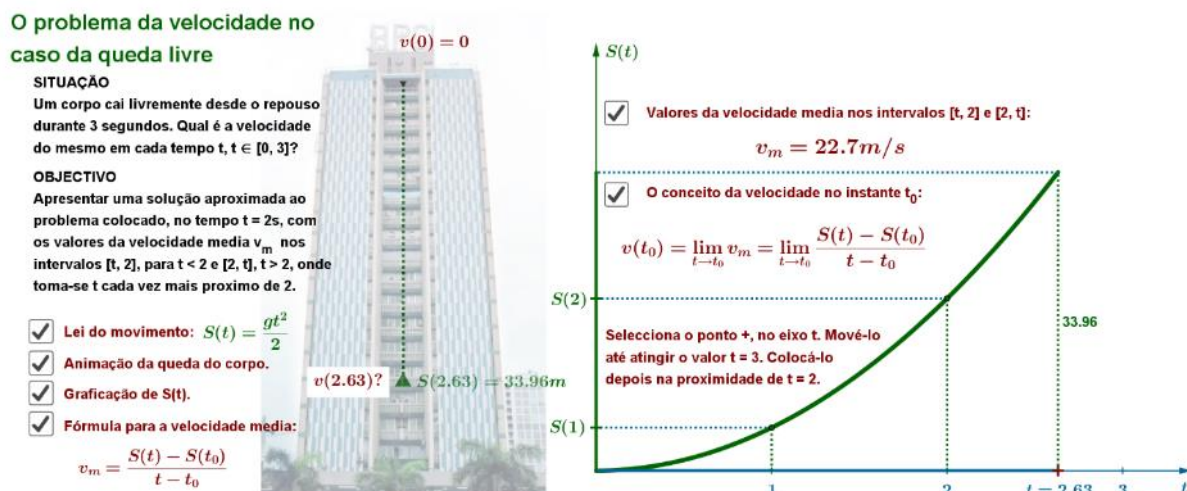 O problema da velocidade no
caso da queda livre
SITUAÇÃO
Um corpo cai livremente desde o repouso
durante 3 segundos. Qual é a velocidade
do mesmo em cada tempo t, t ∈ [0, 3]?
OBJECTIVO
Apresentar uma solução aproximada ao
problema colocado, no tempo t = 2s, com
os valores da velocidade media v_m nos
intervalos [t, 2], para t < 2 e [2, t], t > 2, onde
toma-se t cada vez mais proximo de 2.
Lei do movimento: S(t) = gt²/2
Animação da queda do corpo.
Graficação de S(t).
Fórmula para a velocidade media:
v_m = (S(t) − S(t₀))/(t − t₀)
v(0) = 0
v(2.63)? S(2.63) = 33.96m
S(t)
Valores da velocidade media nos intervalos [t, 2] e [2, t]:
v_m = 22.7m/s
O conceito da velocidade no instante t₀:
v(t₀) = lim_{t→t₀} v_m = lim_{t→t₀} (S(t) − S(t₀))/(t − t₀)
S(2)
33.96
Selecciona o ponto +, no eixo t. Mové-lo
até atingir o valor t = 3. Colocá-lo
depois na proximidade de t = 2.
S(1)
1 2 t = 2.63 3 t